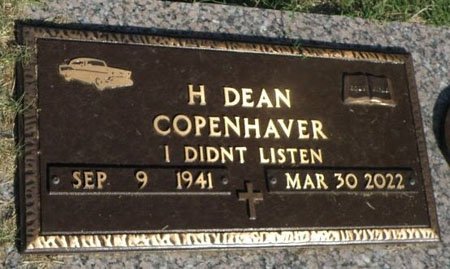 H DEAN
COPENHAVER
I DIDNT LISTEN
SEP 9 1941 MAR 30 2022